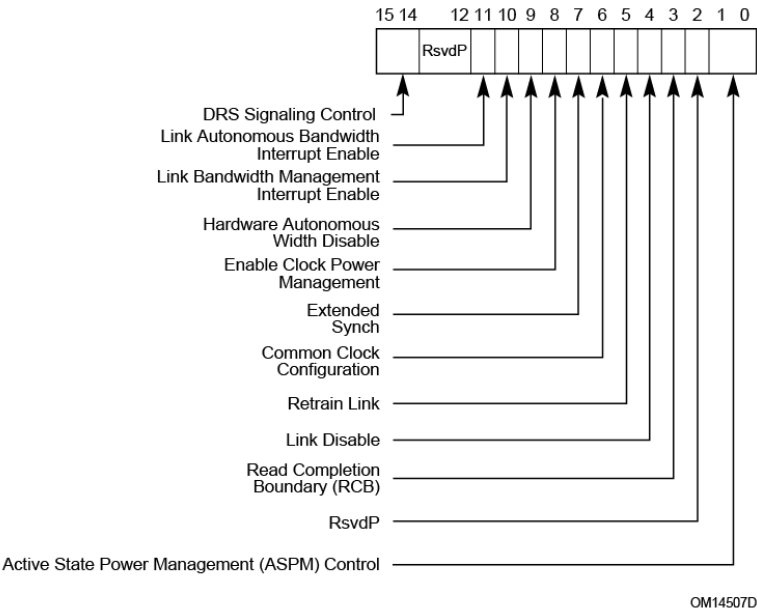 15 14 12 11 10 9 8 7 6 5 4 3 2 1 0
RsvdP
DRS Signaling Control
Link Autonomous Bandwidth
Interrupt Enable
Link Bandwidth Management
Interrupt Enable
Hardware Autonomous
Width Disable
Enable Clock Power
Management
Extended
Synch
Common Clock
Configuration
Retrain Link
Link Disable
Read Completion
Boundary (RCB)
RsvdP
Active State Power Management (ASPM) Control
OM14507D